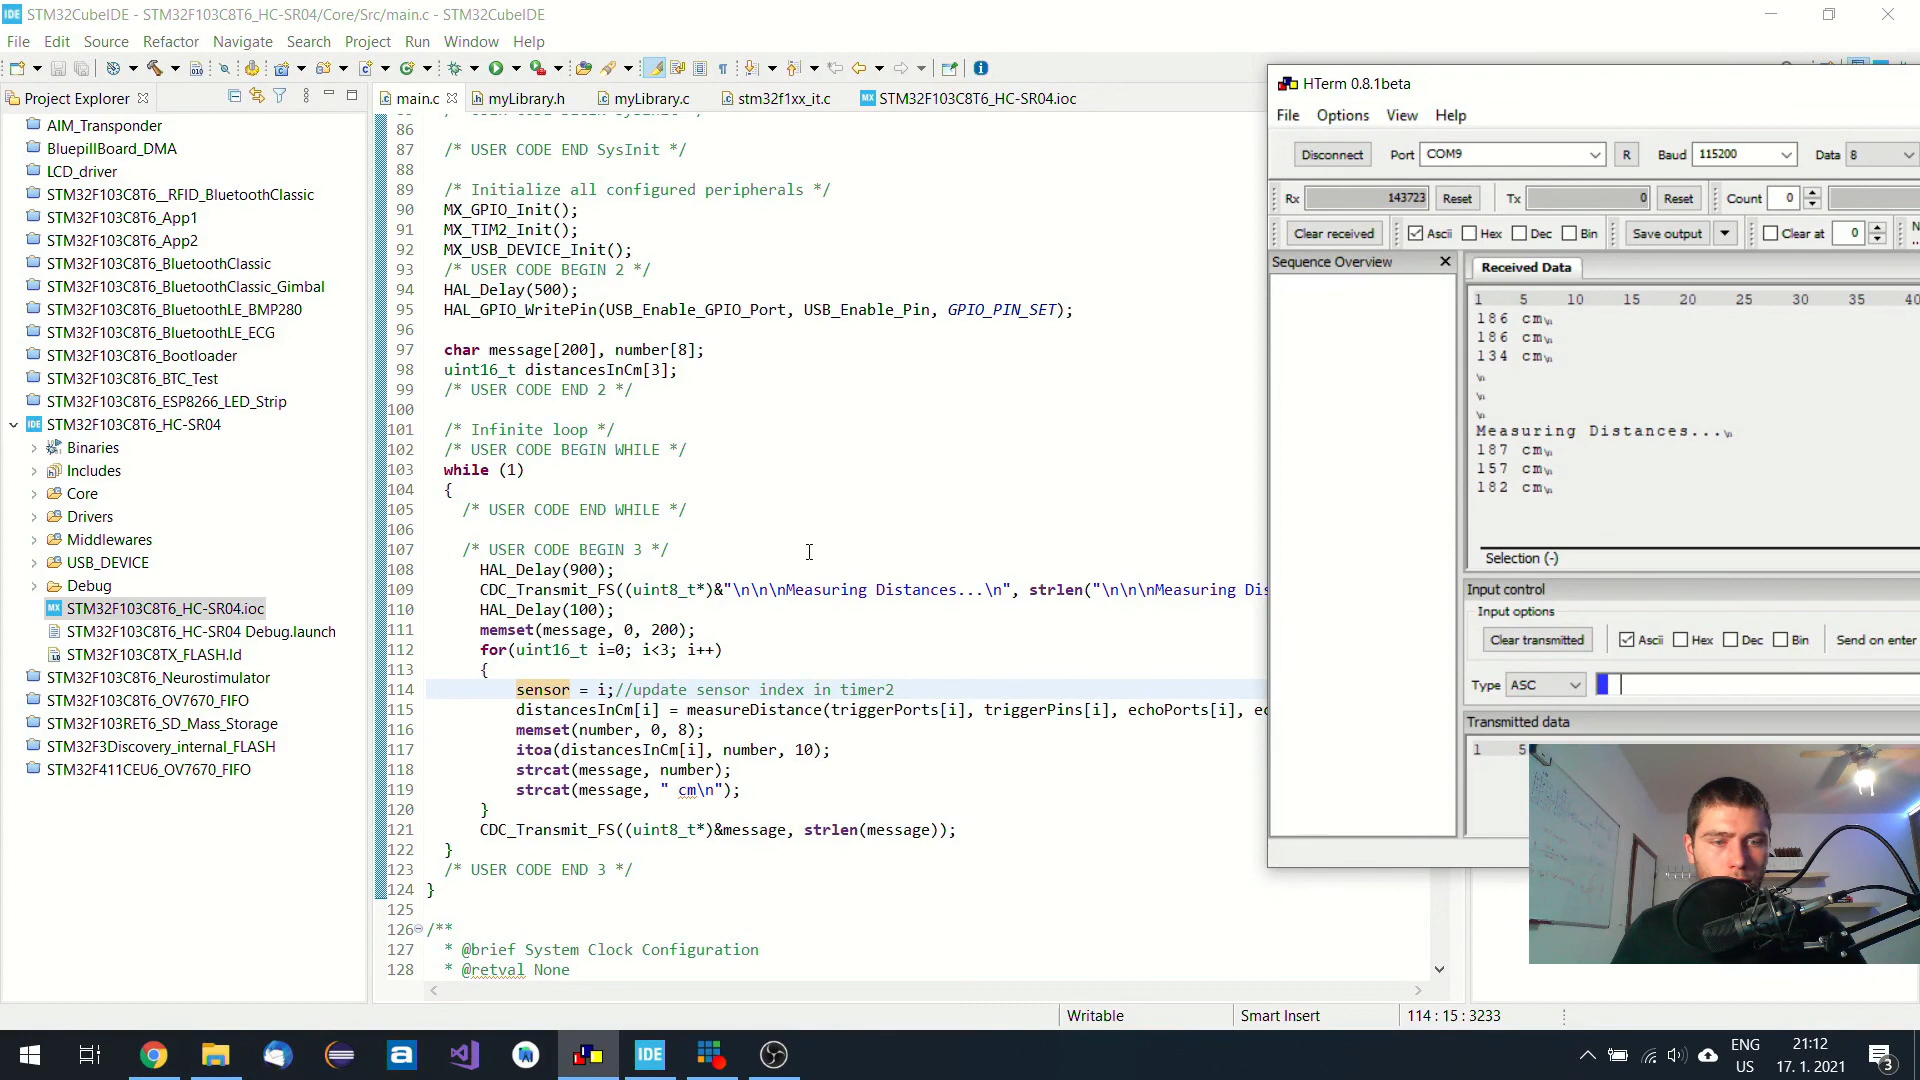 IDE STM32CubeIDE - STM32F103C8T6_HC-SR04/Core/Src/main.c - STM32CubeIDE
File Edit Source Refactor Navigate Search Project Run Window Help
Project Explorer
AIM_Transponder
BluepillBoard_DMA
LCD_driver
STM32F103C8T6__RFID_BluetoothClassic
STM32F103C8T6_App1
STM32F103C8T6_App2
STM32F103C8T6_BluetoothClassic
STM32F103C8T6_BluetoothClassic_Gimbal
STM32F103C8T6_BluetoothLE_BMP280
STM32F103C8T6_BluetoothLE_ECG
STM32F103C8T6_Bootloader
STM32F103C8T6_BTC_Test
STM32F103C8T6_ESP8266_LED_Strip
IDE STM32F103C8T6_HC-SR04
Binaries
Includes
Core
Drivers
Middlewares
USB_DEVICE
Debug
MX STM32F103C8T6_HC-SR04.ioc
STM32F103C8T6_HC-SR04 Debug.launch
STM32F103C8TX_FLASH.ld
STM32F103C8T6_Neurostimulator
STM32F103C8T6_OV7670_FIFO
STM32F103RET6_SD_Mass_Storage
STM32F3Discovery_internal_FLASH
STM32F411CEU6_OV7670_FIFO
main.c myLibrary.h myLibrary.c stm32f1xx_it.c MX STM32F103C8T6_HC-SR04.ioc
86
87 /* USER CODE END SysInit */
88
89 /* Initialize all configured peripherals */
90 MX_GPIO_Init();
91 MX_TIM2_Init();
92 MX_USB_DEVICE_Init();
93 /* USER CODE BEGIN 2 */
94 HAL_Delay(500);
95 HAL_GPIO_WritePin(USB_Enable_GPIO_Port, USB_Enable_Pin, GPIO_PIN_SET);
96
97 char message[200], number[8];
98 uint16_t distancesInCm[3];
99 /* USER CODE END 2 */
100
101 /* Infinite loop */
102 /* USER CODE BEGIN WHILE */
103 while (1)
104 {
105 /* USER CODE END WHILE */
106
107 /* USER CODE BEGIN 3 */
108 HAL_Delay(900);
109 CDC_Transmit_FS((uint8_t*)&"\n\n\nMeasuring Distances...\n", strlen("\n\n\nMeasuring Dis
110 HAL_Delay(100);
111 memset(message, 0, 200);
112 for(uint16_t i=0; i<3; i++)
113 {
114 sensor = i;//update sensor index in timer2
115 distancesInCm[i] = measureDistance(triggerPorts[i], triggerPins[i], echoPorts[i], ec
116 memset(number, 0, 8);
117 itoa(distancesInCm[i], number, 10);
118 strcat(message, number);
119 strcat(message, " cm\n");
120 }
121 CDC_Transmit_FS((uint8_t*)&message, strlen(message));
122 }
123 /* USER CODE END 3 */
124 }
125
126 /**
127 * @brief System Clock Configuration
128 * @retval None
Writable Smart Insert 114 : 15 : 3233
HTerm 0.8.1beta
File Options View Help
Disconnect Port COM9 R Baud 115200 Data 8
Rx 143723 Reset Tx 0 Reset Count 0
Clear received Ascii Hex Dec Bin Save output Clear at 0
Sequence Overview
Received Data
1 5 10 15 20 25 30 35 40
186 cm\n
186 cm\n
134 cm\n
\n
\n
\n
Measuring Distances...\n
187 cm\n
157 cm\n
182 cm\n
Selection (-)
Input control
Input options
Clear transmitted Ascii Hex Dec Bin Send on enter
Type ASC
Transmitted data
1 5
IDE
ENG
US
21:12
17. 1. 2021
3